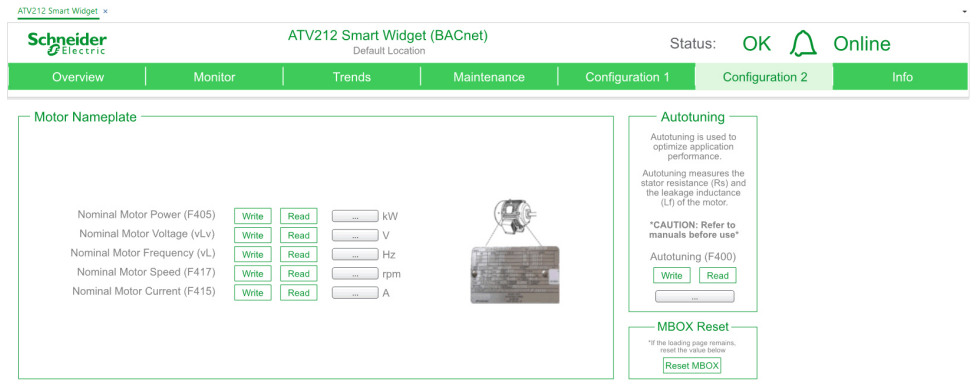 ATV212 Smart Widget ×
Schneider
Electric
ATV212 Smart Widget (BACnet)
Default Location
Status: OK Online
Overview Monitor Trends Maintenance Configuration 1 Configuration 2 Info
Motor Nameplate
Nominal Motor Power (F405) Write Read ... kW
Nominal Motor Voltage (vLv) Write Read ... V
Nominal Motor Frequency (vL) Write Read ... Hz
Nominal Motor Speed (F417) Write Read ... rpm
Nominal Motor Current (F415) Write Read ... A
Autotuning
Autotuning is used to
optimize application
performance.
Autotuning measures the
stator resistance (Rs) and
the leakage inductance
(Lf) of the motor.
*CAUTION: Refer to
manuals before use*
Autotuning (F400)
Write Read
...
MBOX Reset
*If the loading page remains,
reset the value below
Reset MBOX